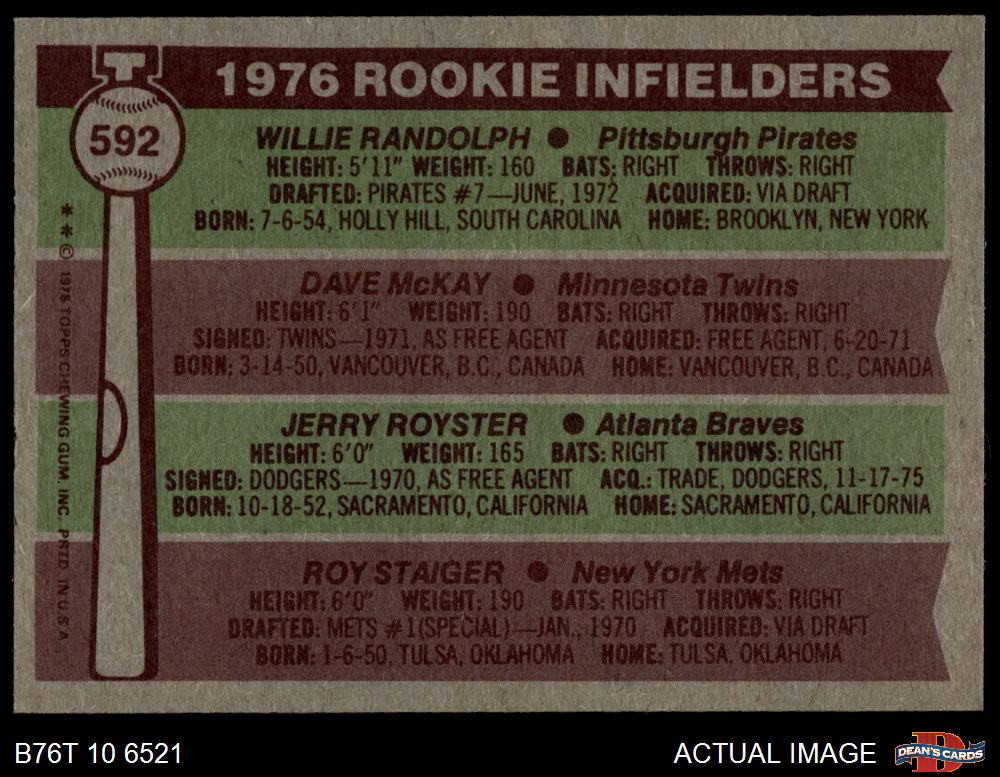 1976 ROOKIE INFIELDERS
592
WILLIE RANDOLPH ● Pittsburgh Pirates
HEIGHT: 5'11" WEIGHT: 160 BATS: RIGHT THROWS: RIGHT
DRAFTED: PIRATES #7—JUNE, 1972 ACQUIRED: VIA DRAFT
BORN: 7-6-54, HOLLY HILL, SOUTH CAROLINA HOME: BROOKLYN, NEW YORK
DAVE McKAY ● Minnesota Twins
HEIGHT: 6'1" WEIGHT: 190 BATS: RIGHT THROWS: RIGHT
SIGNED: TWINS—1971, AS FREE AGENT ACQUIRED: FREE AGENT, 6-20-71
BORN: 3-14-50, VANCOUVER, B.C., CANADA HOME: VANCOUVER, B.C., CANADA
JERRY ROYSTER ● Atlanta Braves
HEIGHT: 6'0" WEIGHT: 165 BATS: RIGHT THROWS: RIGHT
SIGNED: DODGERS—1970, AS FREE AGENT ACQ.: TRADE, DODGERS, 11-17-75
BORN: 10-18-52, SACRAMENTO, CALIFORNIA HOME: SACRAMENTO, CALIFORNIA
ROY STAIGER ● New York Mets
HEIGHT: 6'0" WEIGHT: 190 BATS: RIGHT THROWS: RIGHT
DRAFTED: METS #1(SPECIAL)—JAN., 1970 ACQUIRED: VIA DRAFT
BORN: 1-6-50, TULSA, OKLAHOMA HOME: TULSA, OKLAHOMA
* * © 1976 TOPPS CHEWING GUM, INC. PRTD. IN U.S.A.
T
B76T 10 6521
ACTUAL IMAGE
D
DEAN'S CARDS